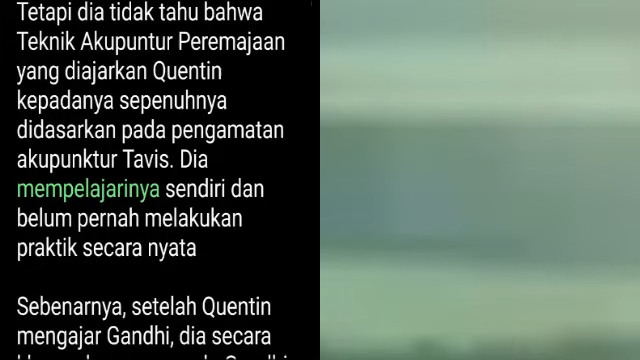 Tetapi dia tidak tahu bahwa
Teknik Akupuntur Peremajaan
yang diajarkan Quentin
kepadanya sepenuhnya
didasarkan pada pengamatan
akupunktur Tavis. Dia
mempelajarinya sendiri dan
belum pernah melakukan
praktik secara nyata
Sebenarnya, setelah Quentin
mengajar Gandhi, dia secara